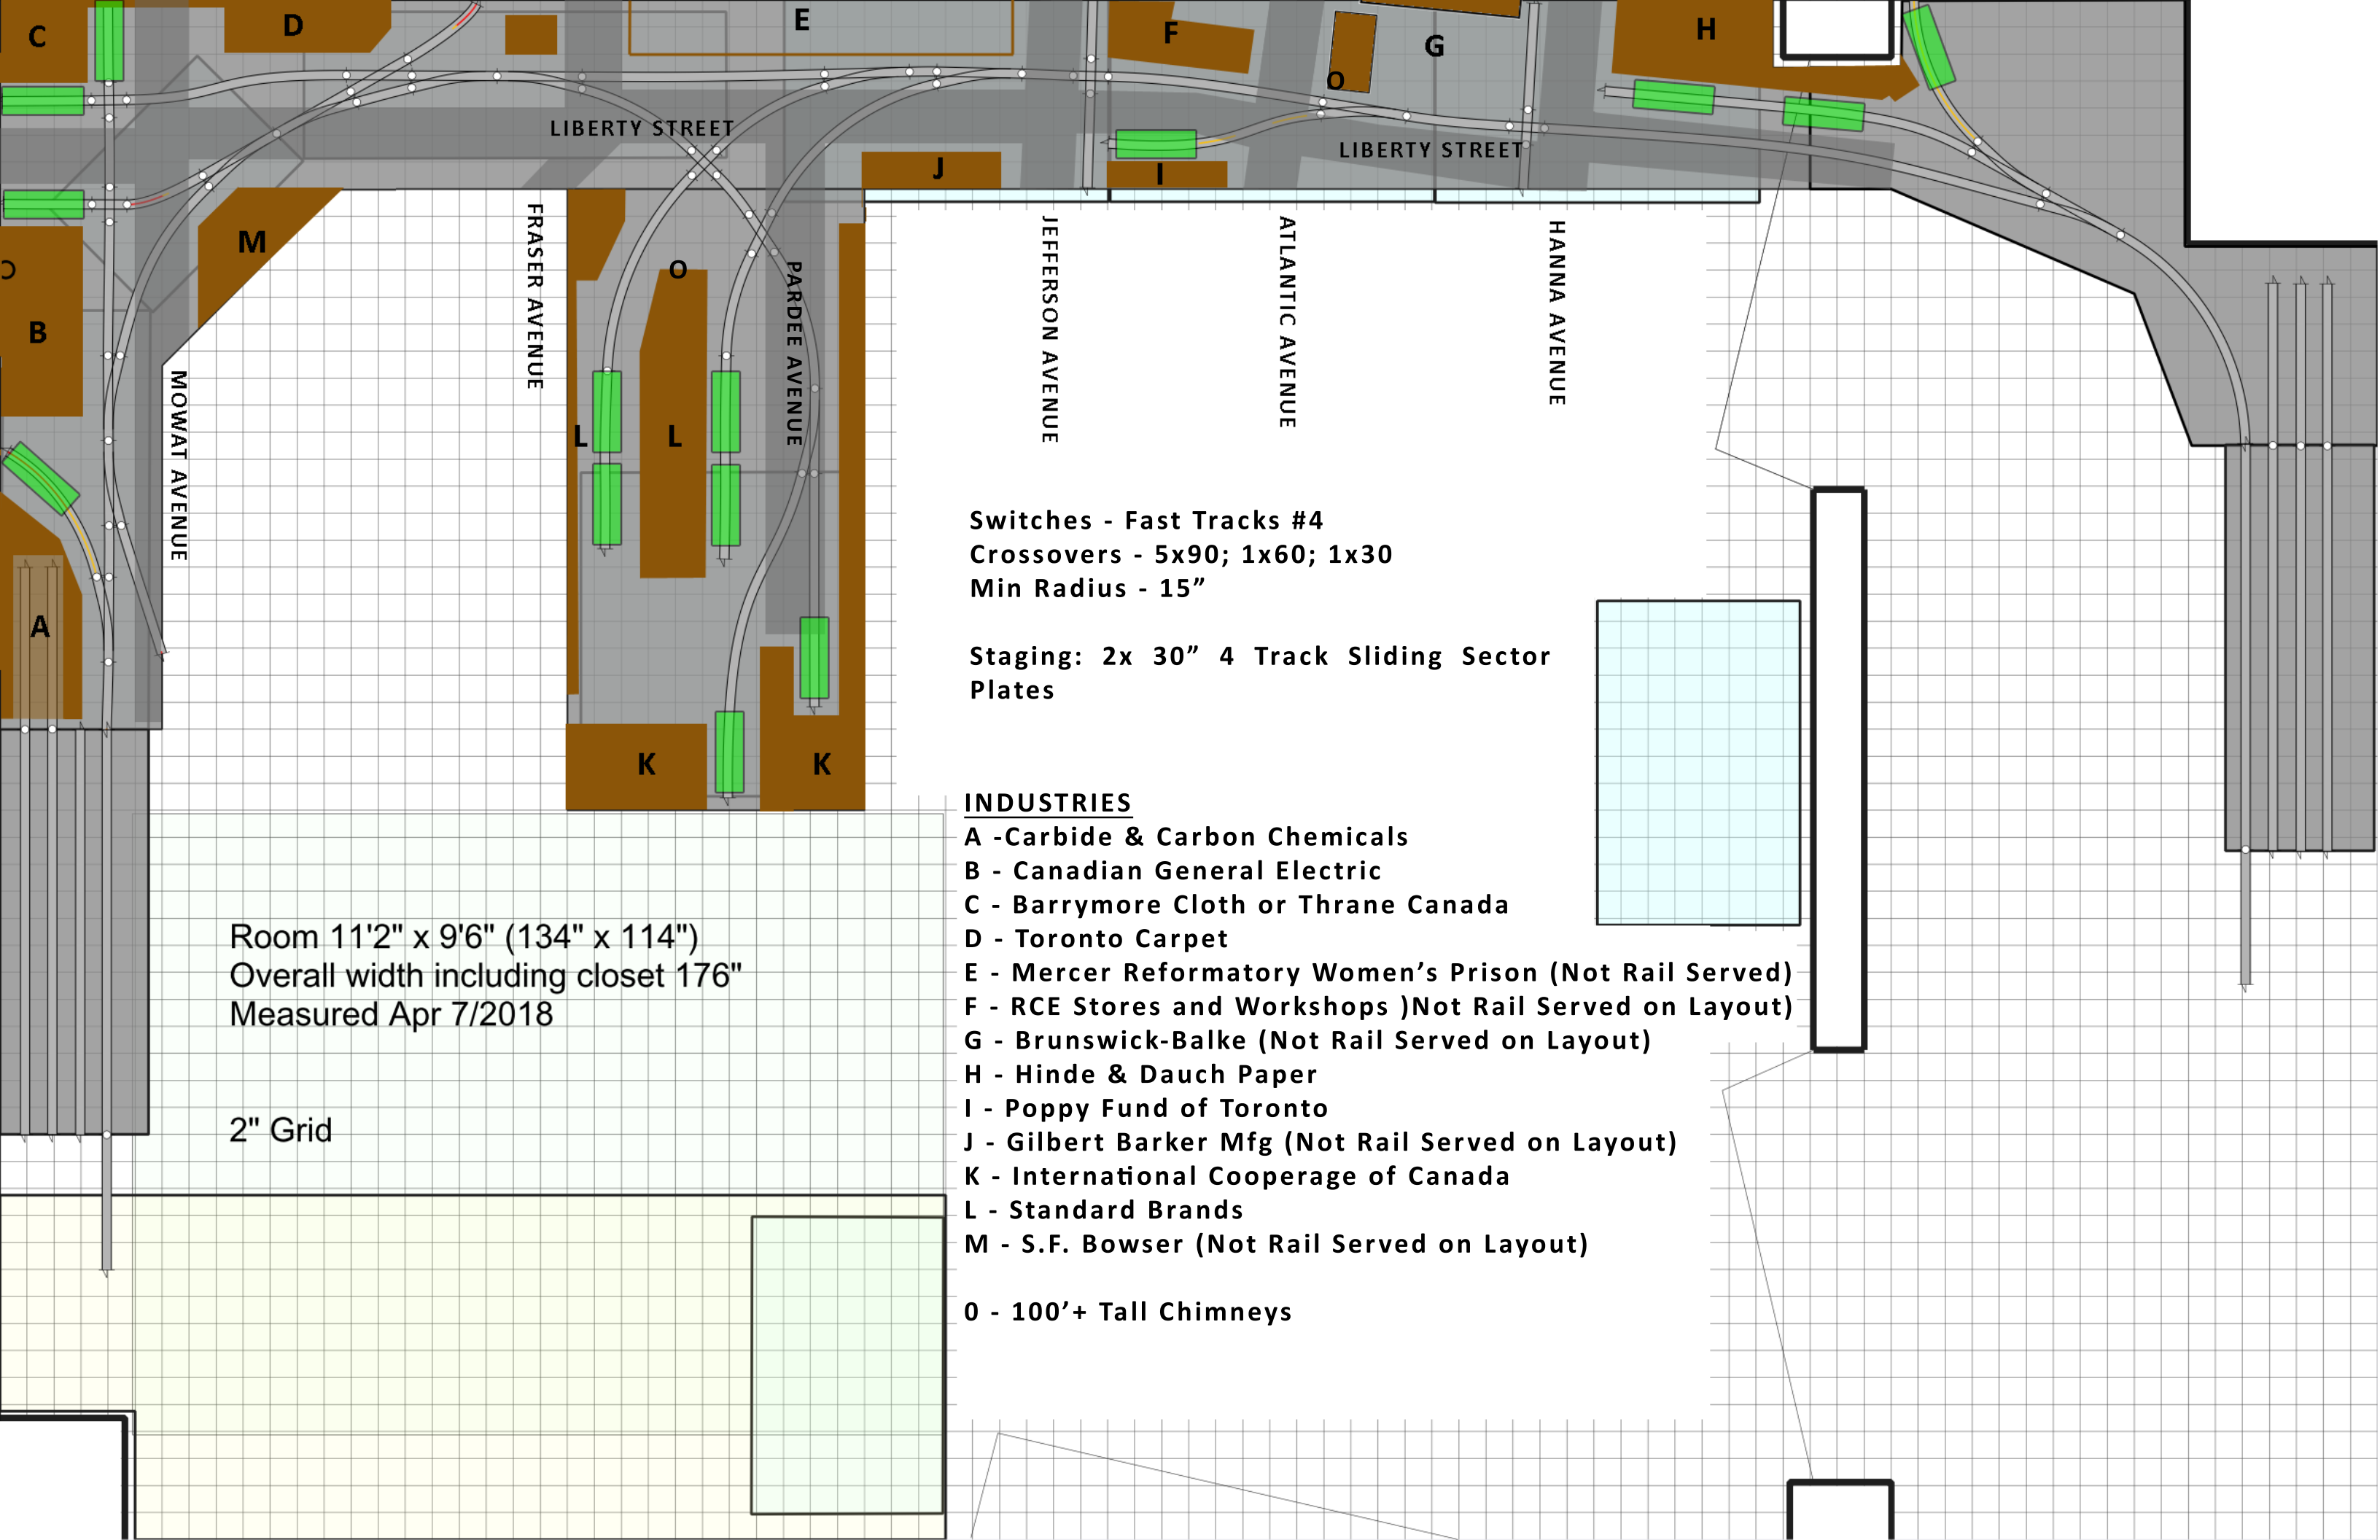 C
D
E
F
G
H
O
LIBERTY STREET
LIBERTY STREET
J
I
M
B
O
O
L
L
A
K
K
MOWAT AVENUE
FRASER AVENUE
PARDEE AVENUE
JEFFERSON AVENUE
ATLANTIC AVENUE
HANNA AVENUE
Switches - Fast Tracks #4
Crossovers - 5x90; 1x60; 1x30
Min Radius - 15”
Staging: 2x 30” 4 Track Sliding Sector
Plates
INDUSTRIES
A -Carbide & Carbon Chemicals
B - Canadian General Electric
C - Barrymore Cloth or Thrane Canada
D - Toronto Carpet
E - Mercer Reformatory Women’s Prison (Not Rail Served)
F - RCE Stores and Workshops )Not Rail Served on Layout)
G - Brunswick-Balke (Not Rail Served on Layout)
H - Hinde & Dauch Paper
I - Poppy Fund of Toronto
J - Gilbert Barker Mfg (Not Rail Served on Layout)
K - International Cooperage of Canada
L - Standard Brands
M - S.F. Bowser (Not Rail Served on Layout)
0 - 100’+ Tall Chimneys
Room 11'2" x 9'6" (134" x 114")
Overall width including closet 176"
Measured Apr 7/2018
2" Grid